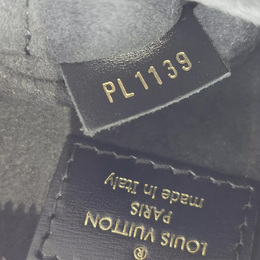 PL1139
LOUIS VUITTON
®
PARIS
made in Italy